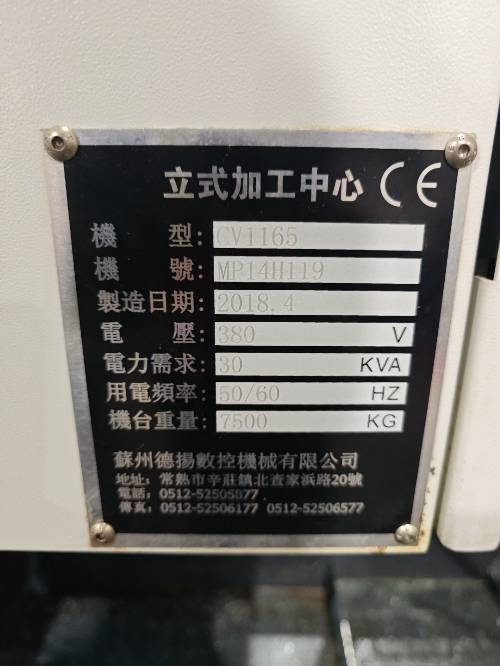 立式加工中心 CE
機 型: CV1165
機 號: MP14H119
製造日期: 2018.4
電 壓: 380 V
電力需求: 30 KVA
用電頻率: 50/60 HZ
機台重量: 7500 KG
蘇州德揚數控機械有限公司
地址: 常熟市辛莊鎮北查家浜路20號
電話: 0512-52505877
傳真: 0512-52506177 0512-52506577